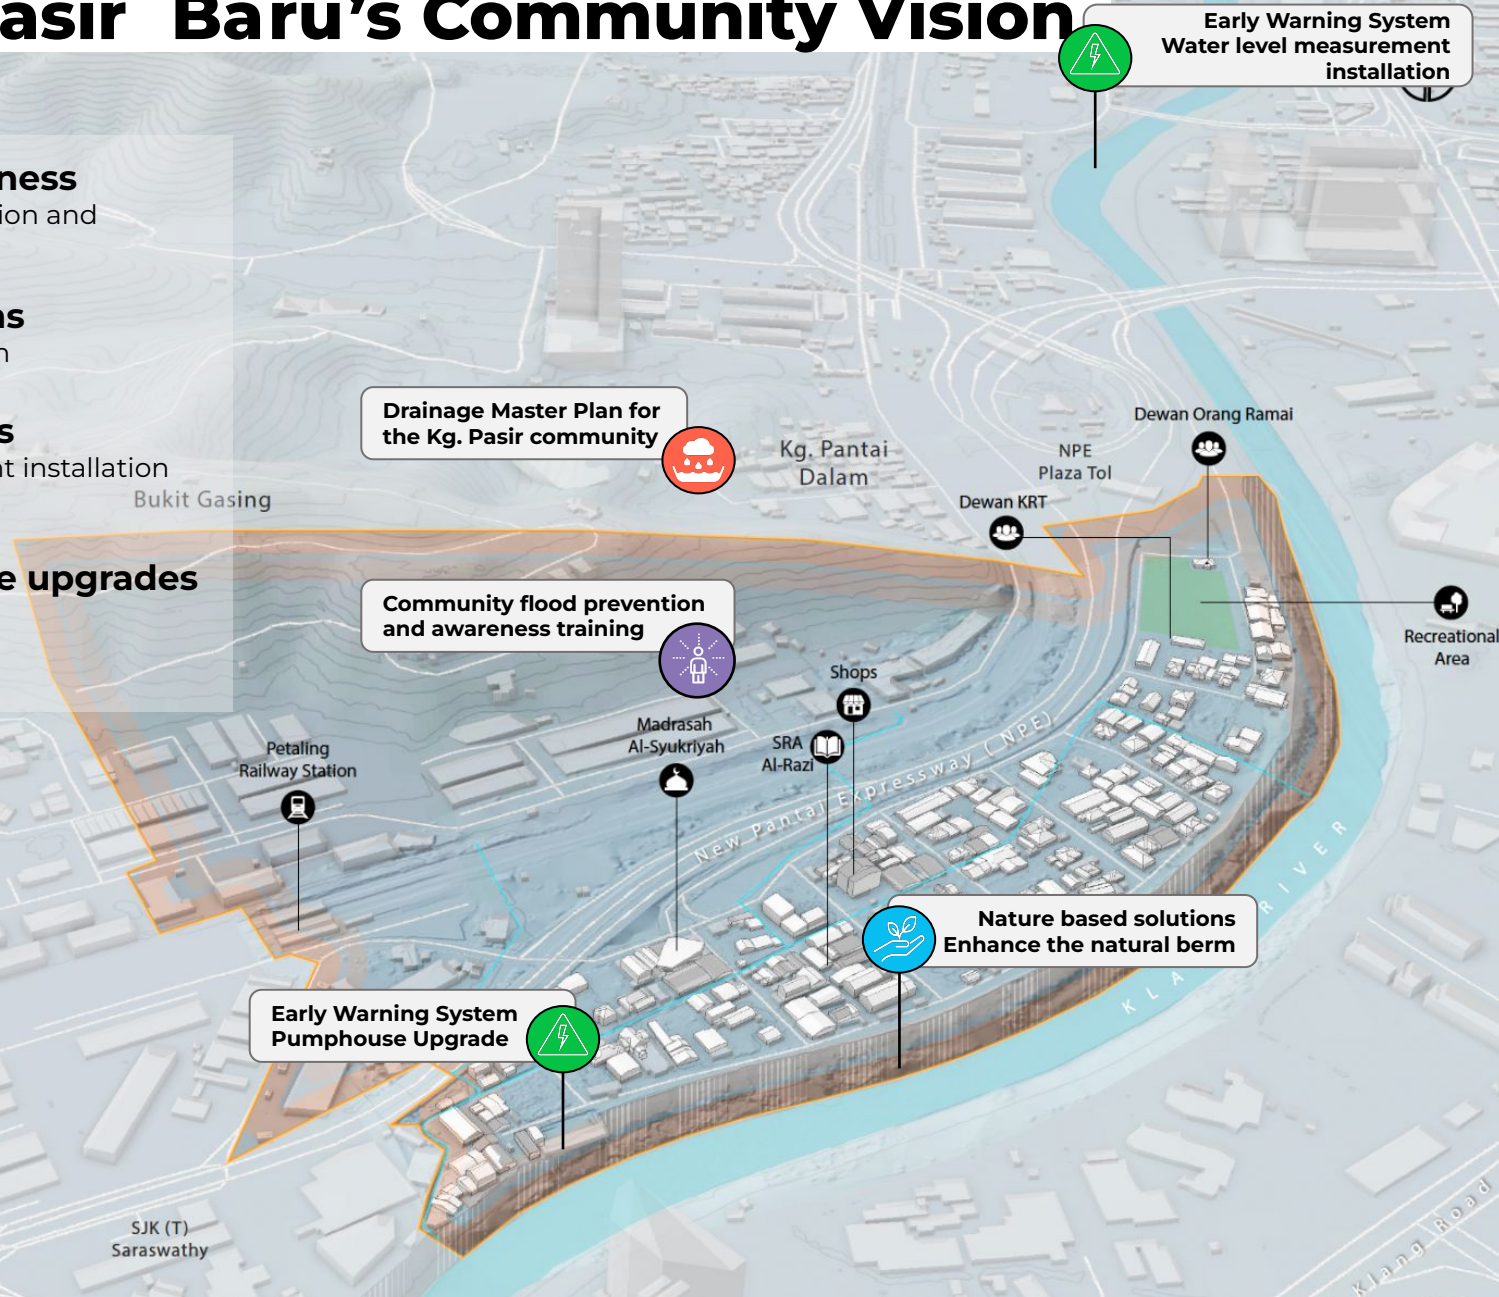 asir Baru's Community Vision
Early Warning System
Water level measurement
installation
ness
ion and
ns
n
s
nt installation
e upgrades
Bukit Gasing
Drainage Master Plan for
the Kg. Pasir community
Kg. Pantai
Dalam
NPE
Plaza Tol
Dewan Orang Ramai
Dewan KRT
Community flood prevention
and awareness training
Recreational
Area
Shops
Madrasah
Al-Syukriyah
SRA
Al-Razi
Petaling
Railway Station
New Pantai Expressway (NPE)
Nature based solutions
Enhance the natural berm
KLA
RIVER
Early Warning System
Pumphouse Upgrade
SJK (T)
Saraswathy
Klang Road